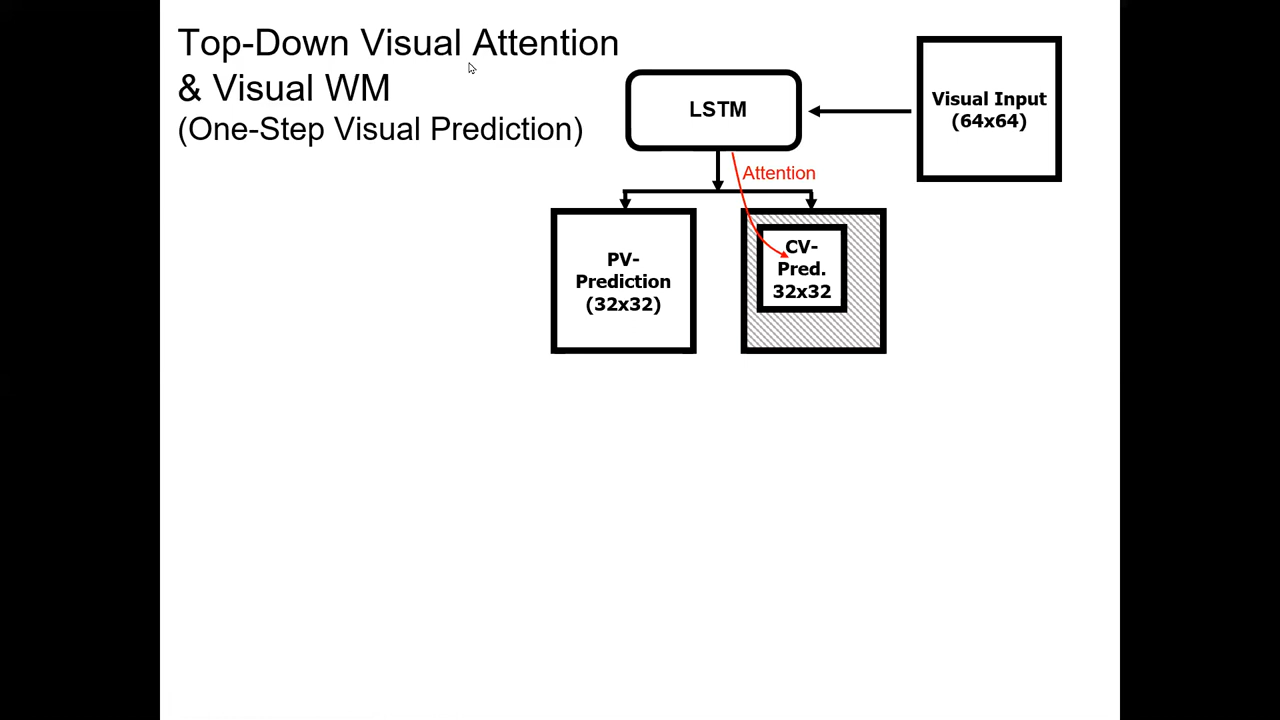 Top-Down Visual Attention
& Visual WM
(One-Step Visual Prediction)
LSTM
Visual Input
(64x64)
Attention
PV-
Prediction
(32x32)
CV-
Pred.
32x32